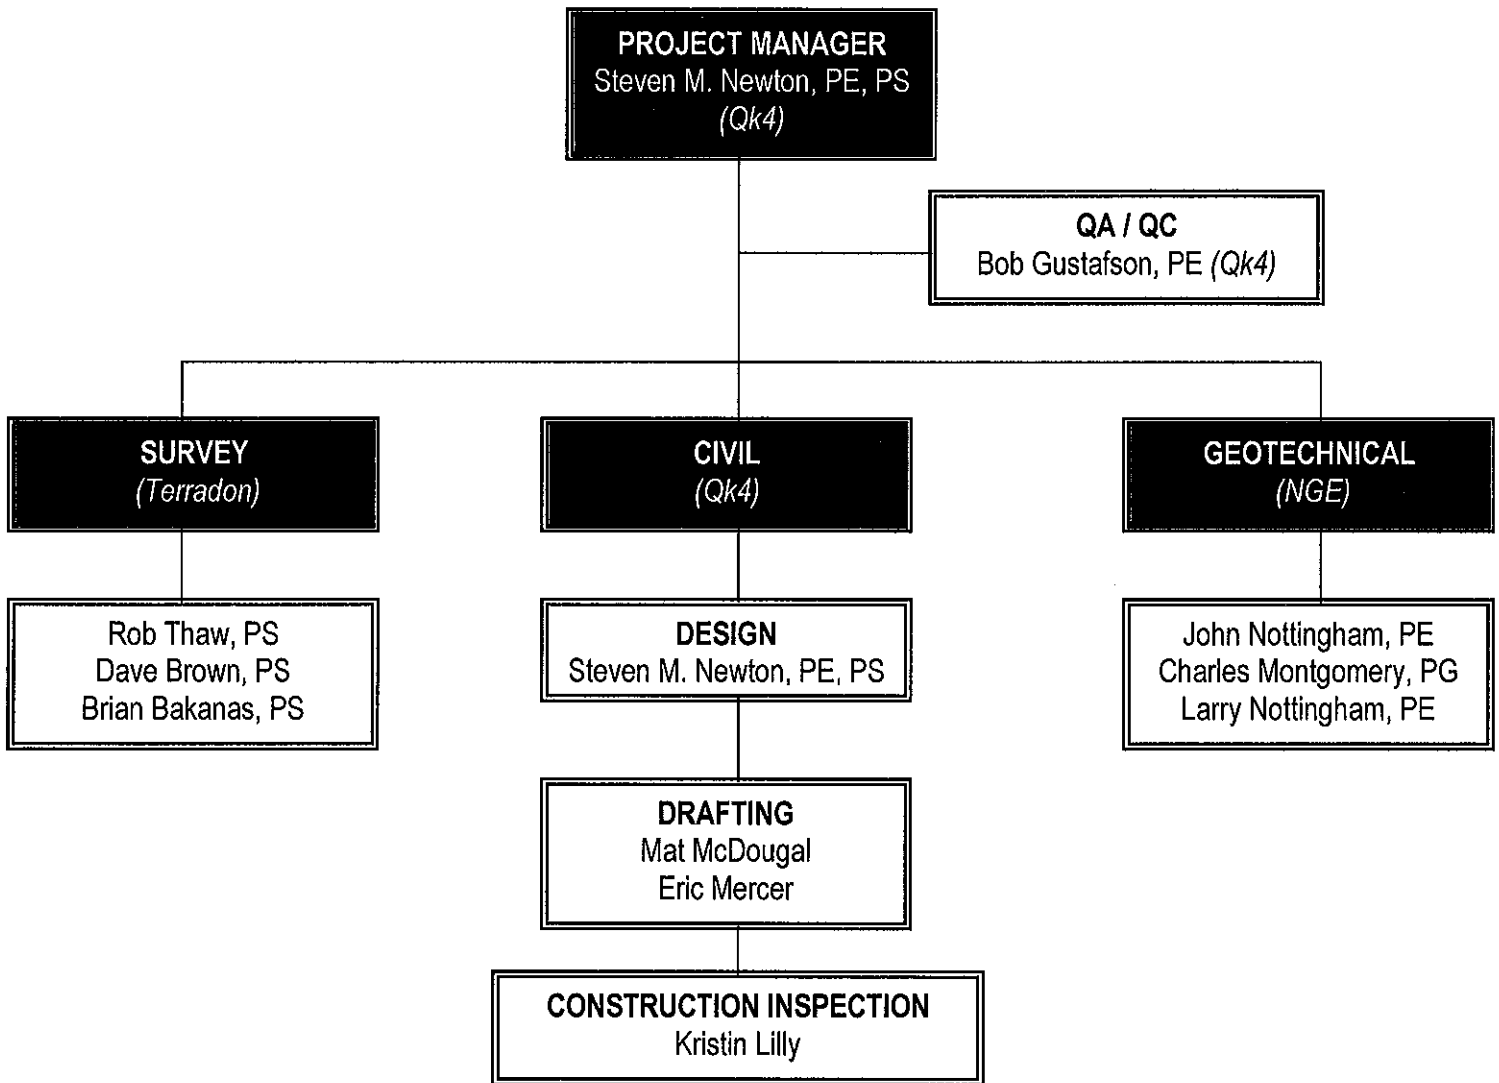 PROJECT MANAGER
Steven M. Newton, PE, PS
(Qk4)
QA / QC
Bob Gustafson, PE (Qk4)
SURVEY
(Terradon)
CIVIL
(Qk4)
GEOTECHNICAL
(NGE)
Rob Thaw, PS
Dave Brown, PS
Brian Bakanas, PS
DESIGN
Steven M. Newton, PE, PS
John Nottingham, PE
Charles Montgomery, PG
Larry Nottingham, PE
DRAFTING
Mat McDougal
Eric Mercer
CONSTRUCTION INSPECTION
Kristin Lilly